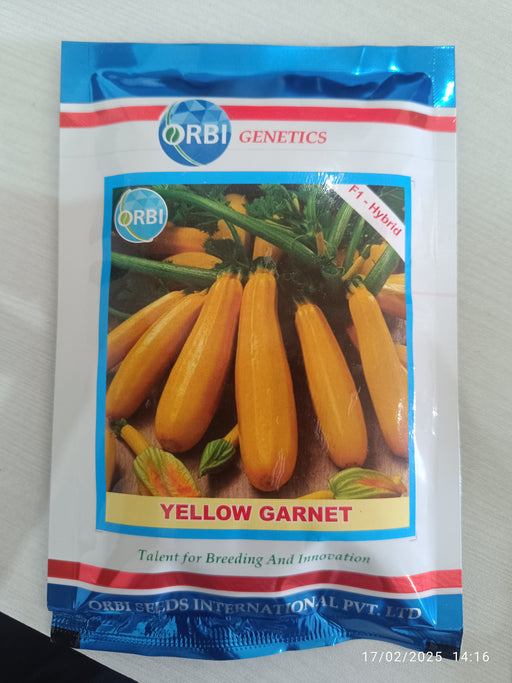 ORBI GENETICS
ORBI
F1 - Hybrid
YELLOW GARNET
Talent for Breeding And Innovation
ORBI SEEDS INTERNATIONAL PVT. LTD
17/02/2025 14:16